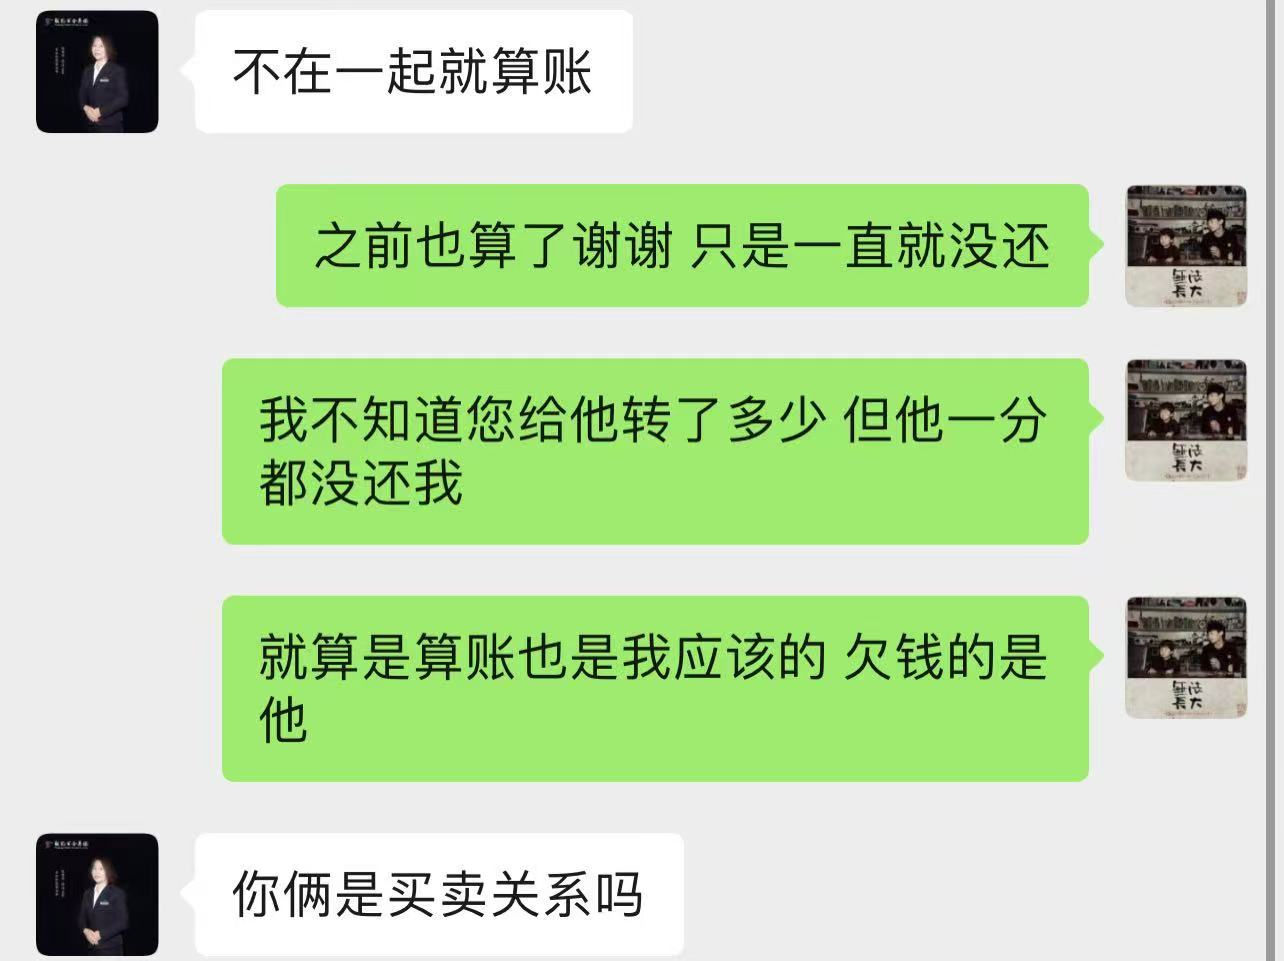 不在一起就算账
之前也算了谢谢 只是一直就没还
我不知道您给他转了多少 但他一分
都没还我
就算是算账也是我应该的 欠钱的是
他
你俩是买卖关系吗